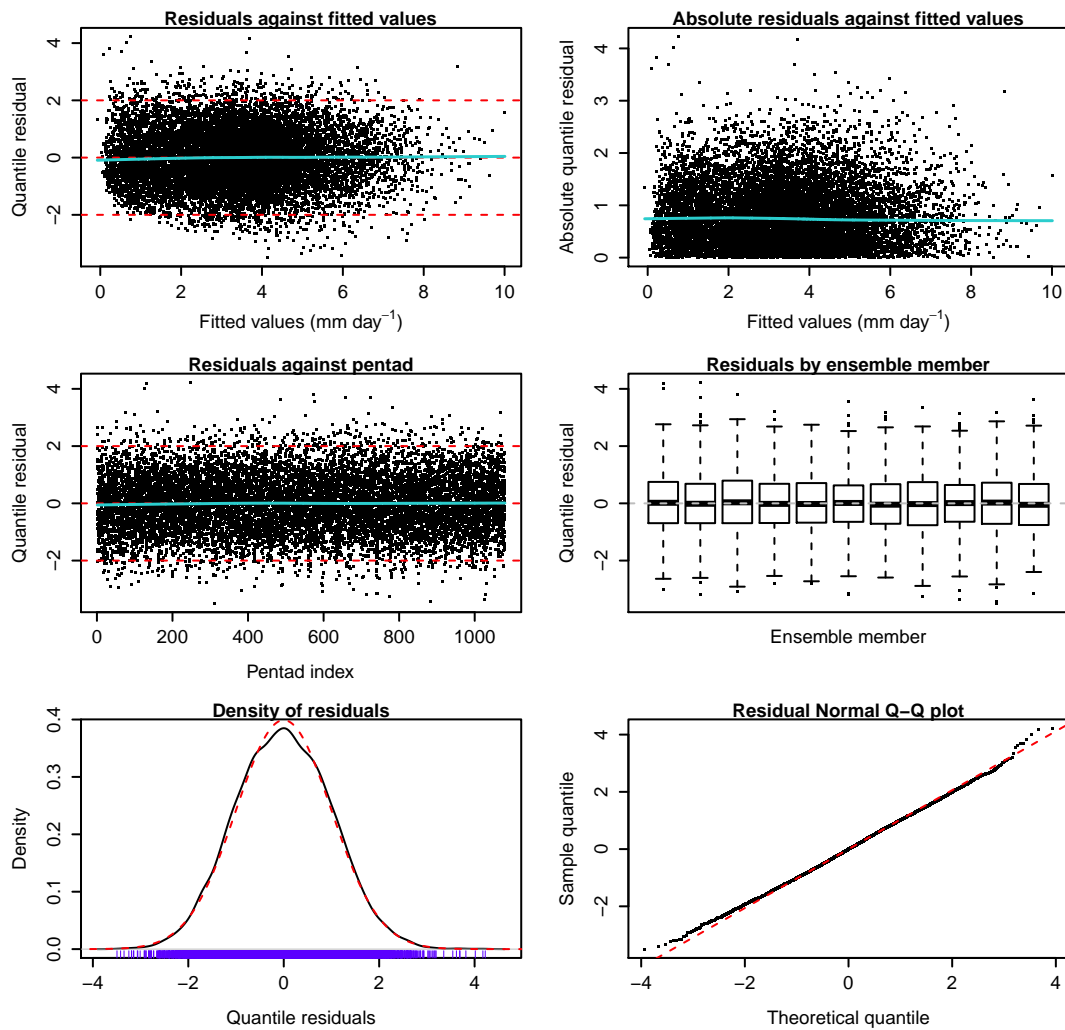 Residuals against fitted values
Quantile residual
4
2
0
−2
0 2 4 6 8 10
Fitted values (mm day−1)
Absolute residuals against fitted values
Absolute quantile residual
4
3
2
1
0
0 2 4 6 8 10
Fitted values (mm day−1)
Residuals against pentad
Quantile residual
4
2
0
−2
0 200 400 600 800 1000
Pentad index
Residuals by ensemble member
Quantile residual
4
2
0
−2
Ensemble member
Density of residuals
Density
0.4
0.3
0.2
0.1
0.0
−4 −2 0 2 4
Quantile residuals
Residual Normal Q−Q plot
Sample quantile
4
2
0
−2
−4 −2 0 2 4
Theoretical quantile